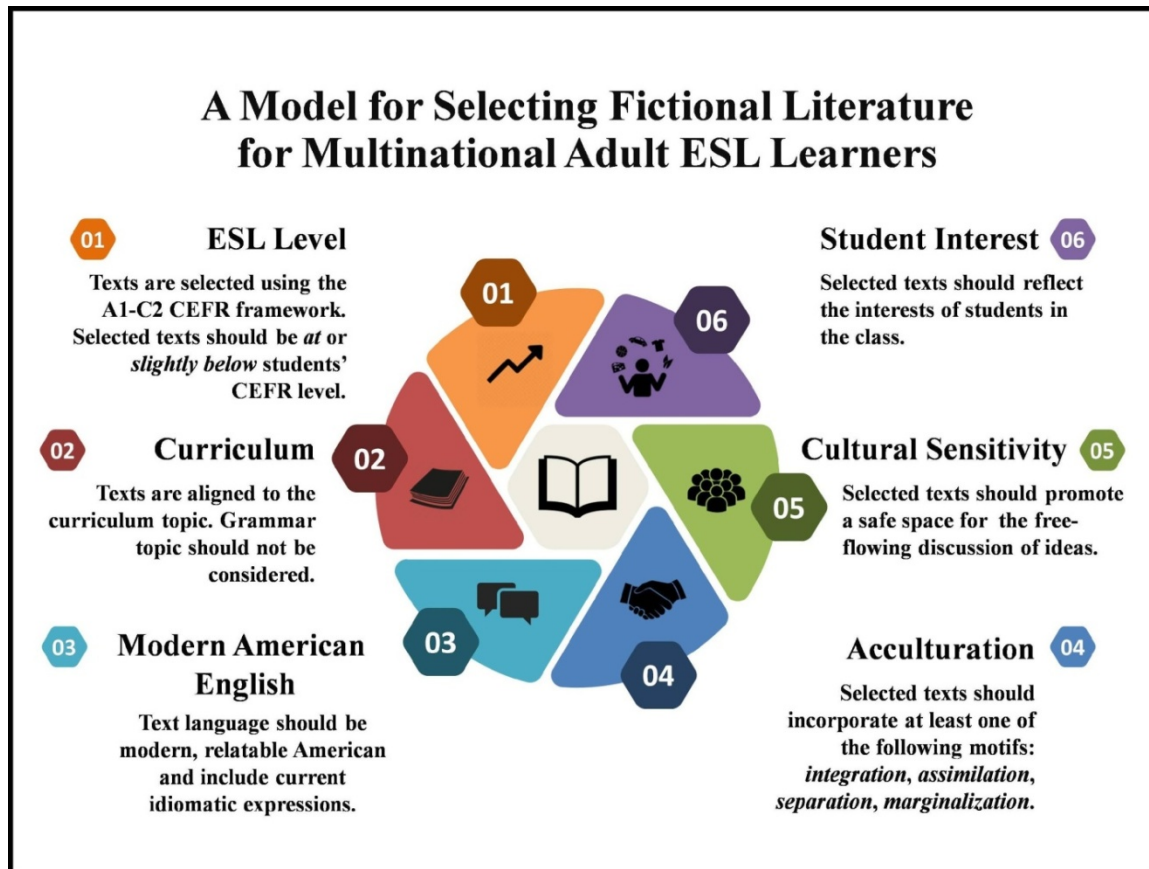 A Model for Selecting Fictional Literature
for Multinational Adult ESL Learners
01
ESL Level
Texts are selected using the
A1-C2 CEFR framework.
Selected texts should be at or
slightly below students’
CEFR level.
02
Curriculum
Texts are aligned to the
curriculum topic. Grammar
topic should not be
considered.
03
Modern American
English
Text language should be
modern, relatable American
and include current
idiomatic expressions.
01
02
03
04
05
06
Student Interest
06
Selected texts should reflect
the interests of students in
the class.
Cultural Sensitivity
05
Selected texts should promote
a safe space for the free-
flowing discussion of ideas.
Acculturation
04
Selected texts should
incorporate at least one of
the following motifs:
integration, assimilation,
separation, marginalization.